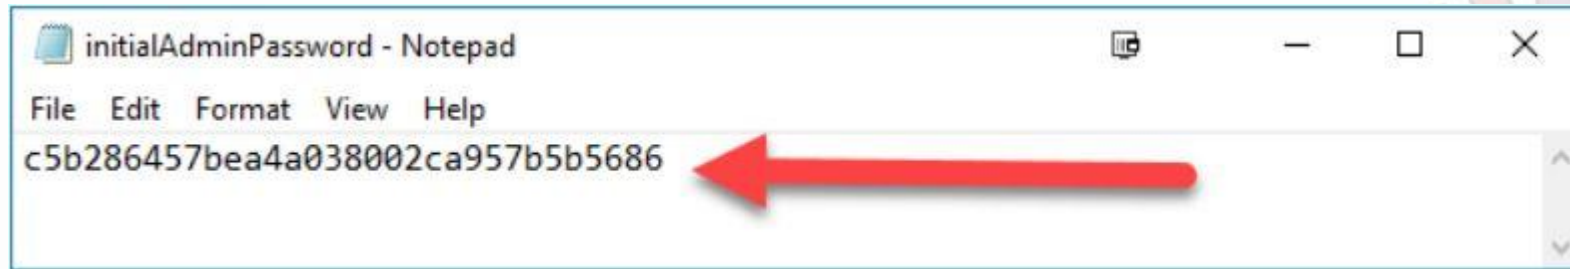 initialAdminPassword - Notepad
File Edit Format View Help
c5b286457bea4a038002ca957b5b5686